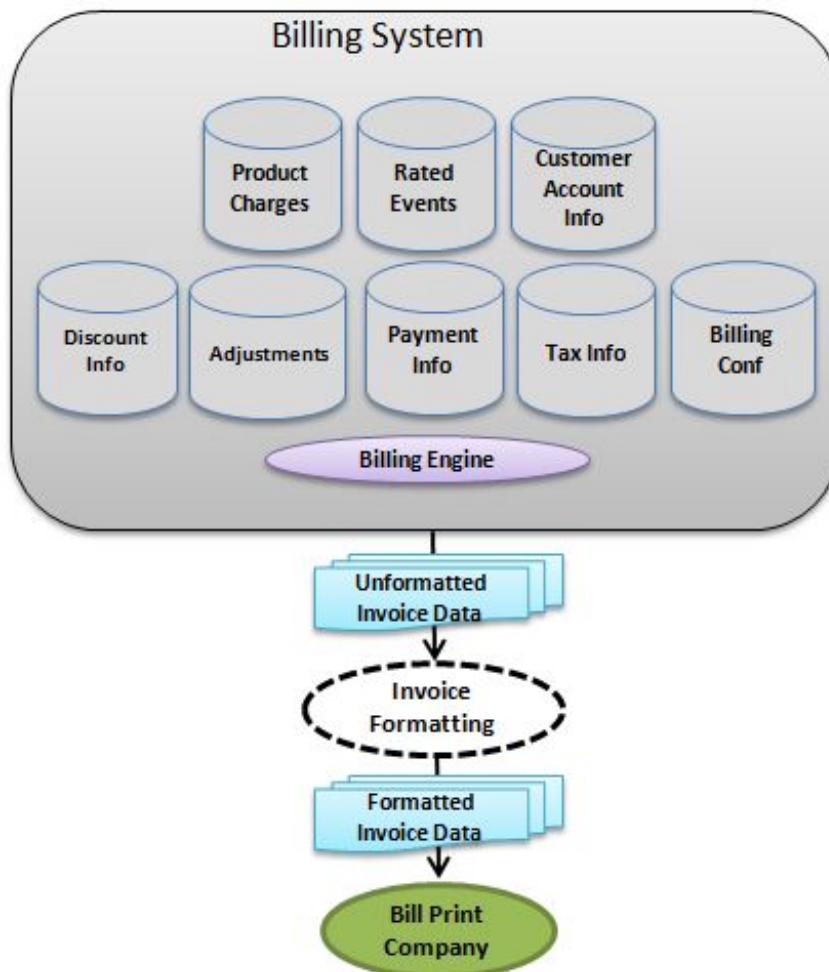 Billing System
Product
Charges
Rated
Events
Customer
Account
Info
Discount
Info
Adjustments
Payment
Info
Tax Info
Billing
Conf
Billing Engine
Unformatted
Invoice Data
Invoice
Formatting
Formatted
Invoice Data
Bill Print
Company